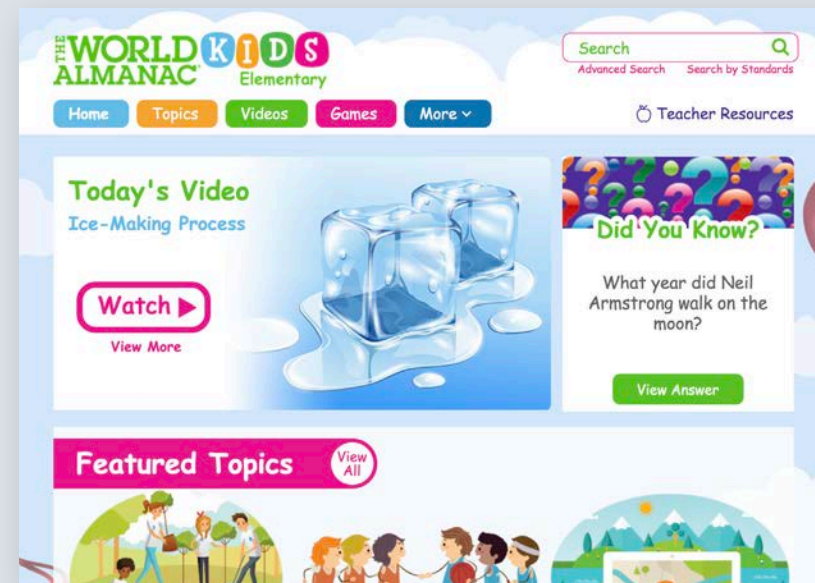 THE WORLD KIDS
ALMANAC Elementary
Search
Advanced Search Search by Standards
Home Topics Videos Games More
Teacher Resources
Today's Video
Ice-Making Process
Watch
View More
Did You Know?
What year did Neil
Armstrong walk on the
moon?
View Answer
Featured Topics
View
All